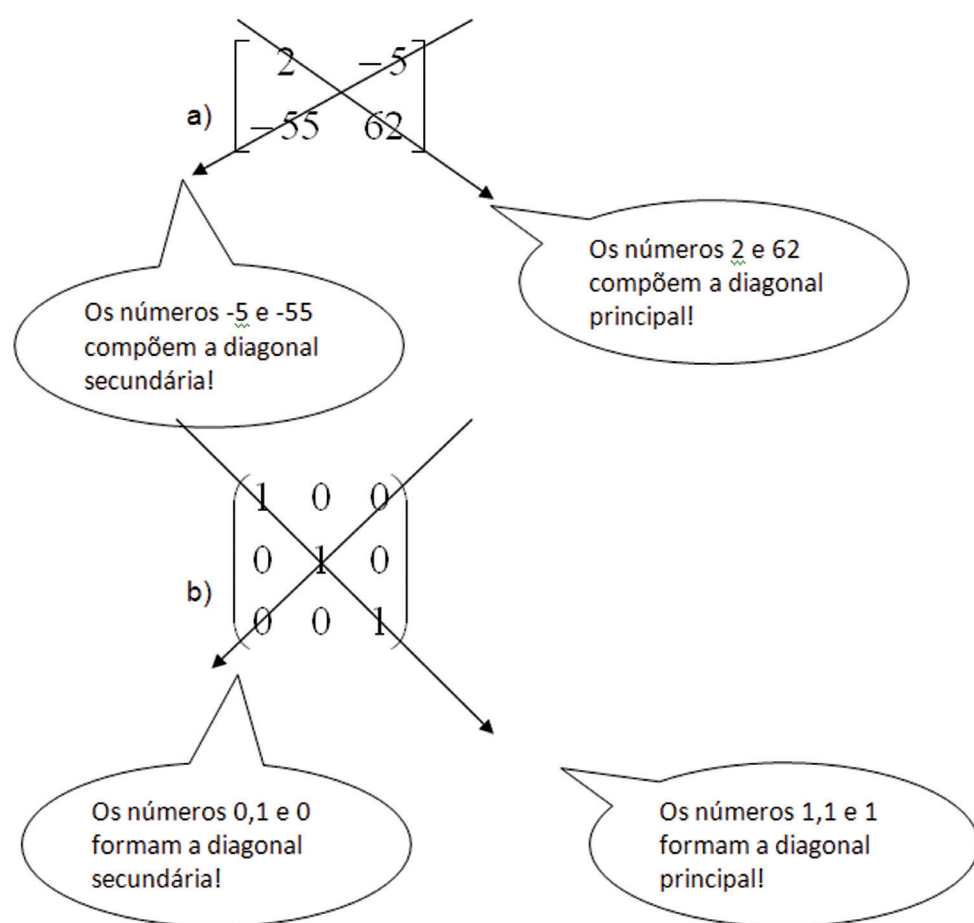 2 −5
a)
−55 62
Os números 2 e 62
compõem a diagonal
principal!
Os números -5 e -55
compõem a diagonal
secundária!
1 0 0
0 1 0
b)
0 0 1
Os números 0,1 e 0
formam a diagonal
secundária!
Os números 1,1 e 1
formam a diagonal
principal!